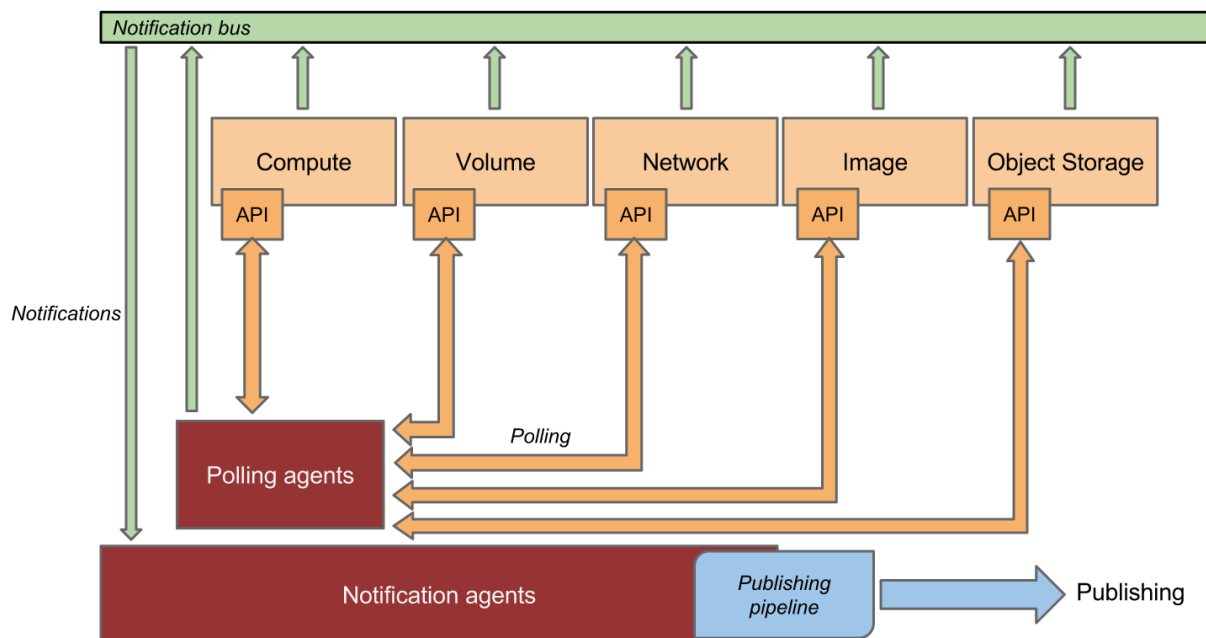 Notification bus
Compute
Volume
Network
Image
Object Storage
API
API
API
API
API
Notifications
Polling
Polling agents
Notification agents
Publishing
pipeline
Publishing